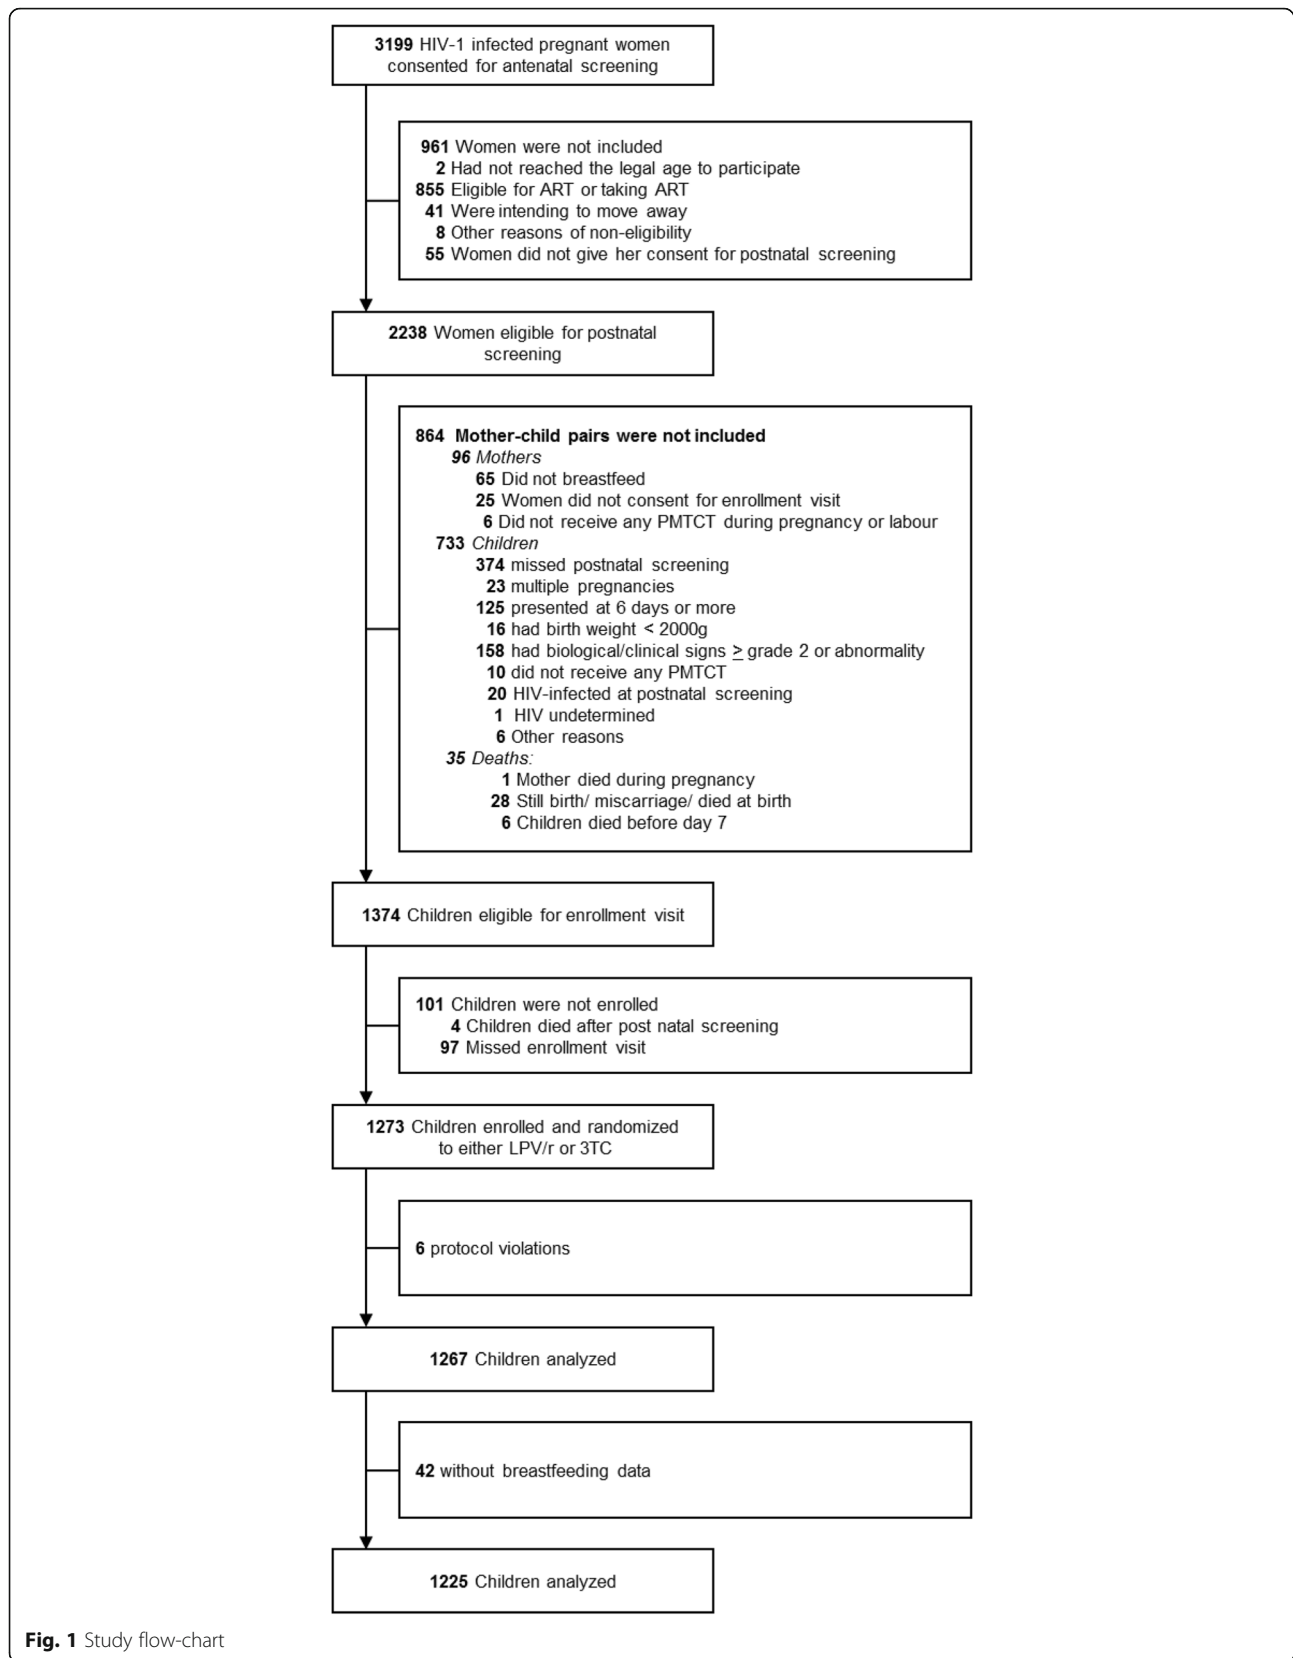 3199 HIV-1 infected pregnant women
consented for antenatal screening
961 Women were not included
2 Had not reached the legal age to participate
855 Eligible for ART or taking ART
41 Were intending to move away
8 Other reasons of non-eligibility
55 Women did not give her consent for postnatal screening
2238 Women eligible for postnatal
screening
864 Mother-child pairs were not included
96 Mothers
65 Did not breastfeed
25 Women did not consent for enrollment visit
6 Did not receive any PMTCT during pregnancy or labour
733 Children
374 missed postnatal screening
23 multiple pregnancies
125 presented at 6 days or more
16 had birth weight < 2000g
158 had biological/clinical signs ≥ grade 2 or abnormality
10 did not receive any PMTCT
20 HIV-infected at postnatal screening
1 HIV undetermined
6 Other reasons
35 Deaths:
1 Mother died during pregnancy
28 Still birth/ miscarriage/ died at birth
6 Children died before day 7
1374 Children eligible for enrollment visit
101 Children were not enrolled
4 Children died after post natal screening
97 Missed enrollment visit
1273 Children enrolled and randomized
to either LPV/r or 3TC
6 protocol violations
1267 Children analyzed
42 without breastfeeding data
1225 Children analyzed
Fig. 1 Study flow-chart